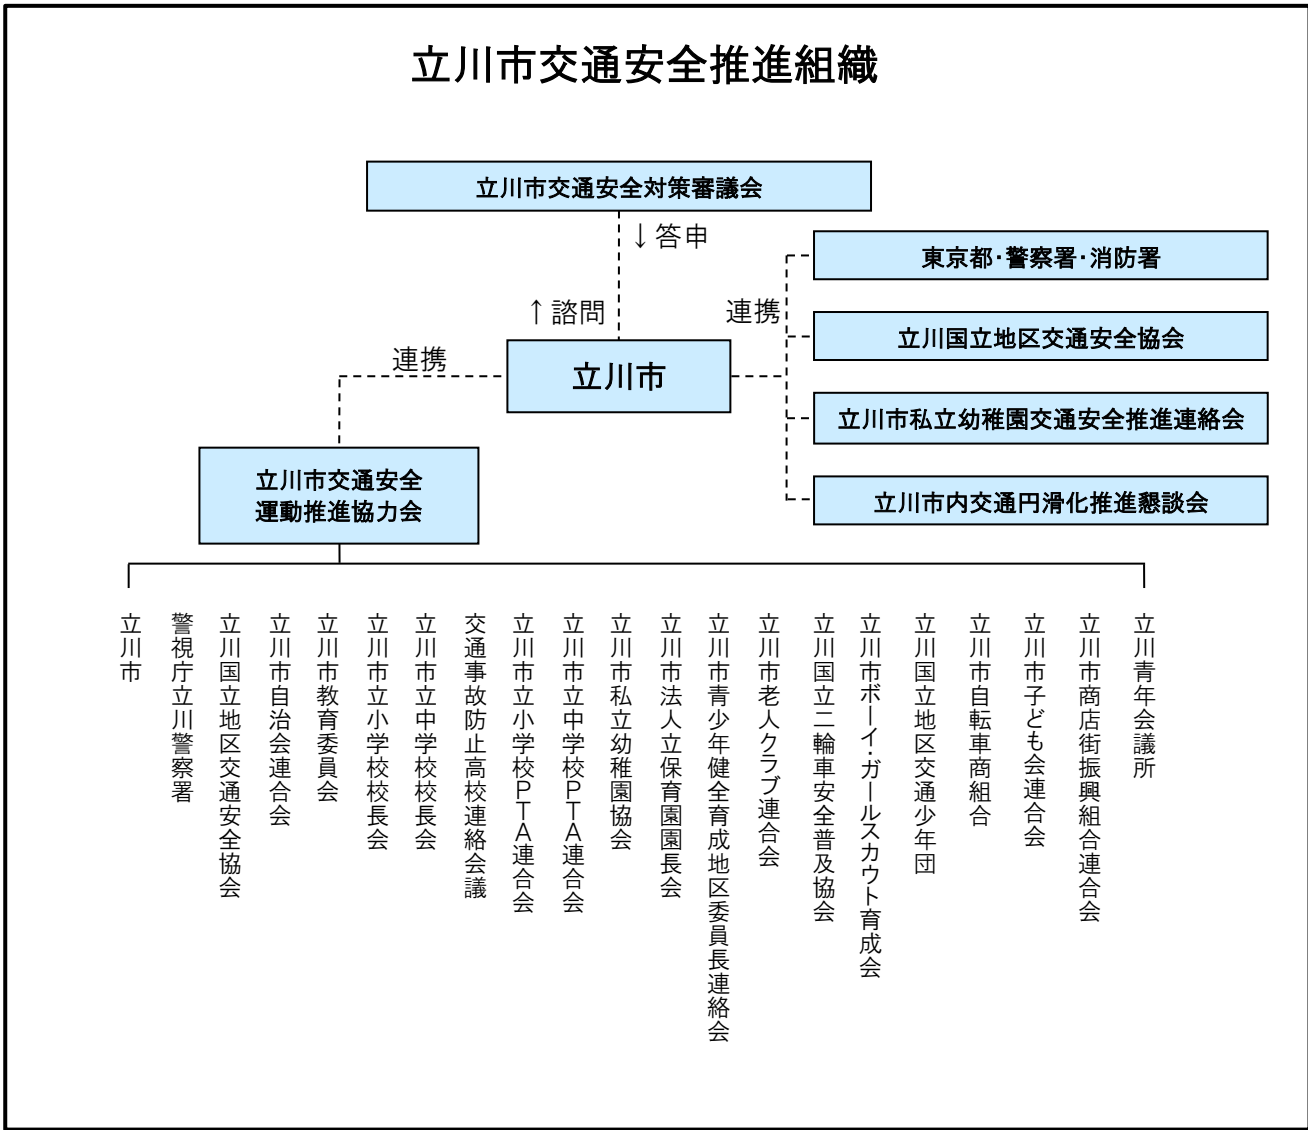 立川市交通安全推進組織
立川市交通安全対策審議会
↓答申
↑諮問
東京都・警察署・消防署
連携
立川国立地区交通安全協会
連携
立川市
立川市私立幼稚園交通安全推進連絡会
立川市交通安全
運動推進協力会
立川市内交通円滑化推進懇談会
立川市
警視庁立川警察署
立川国立地区交通安全協会
立川市自治会連合会
立川市教育委員会
立川市立小学校校長会
立川市立中学校校長会
交通事故防止高校連絡会議
立川市立小学校PTA連合会
立川市立中学校PTA連合会
立川市私立幼稚園協会
立川市法人立保育園園長会
立川市青少年健全育成地区委員長連絡会
立川市老人クラブ連合会
立川国立二輪車安全普及協会
立川市ボーイ・ガールスカウト育成会
立川国立地区交通少年団
立川市自転車商組合
立川市子ども会連合会
立川市商店街振興組合連合会
立川青年会議所